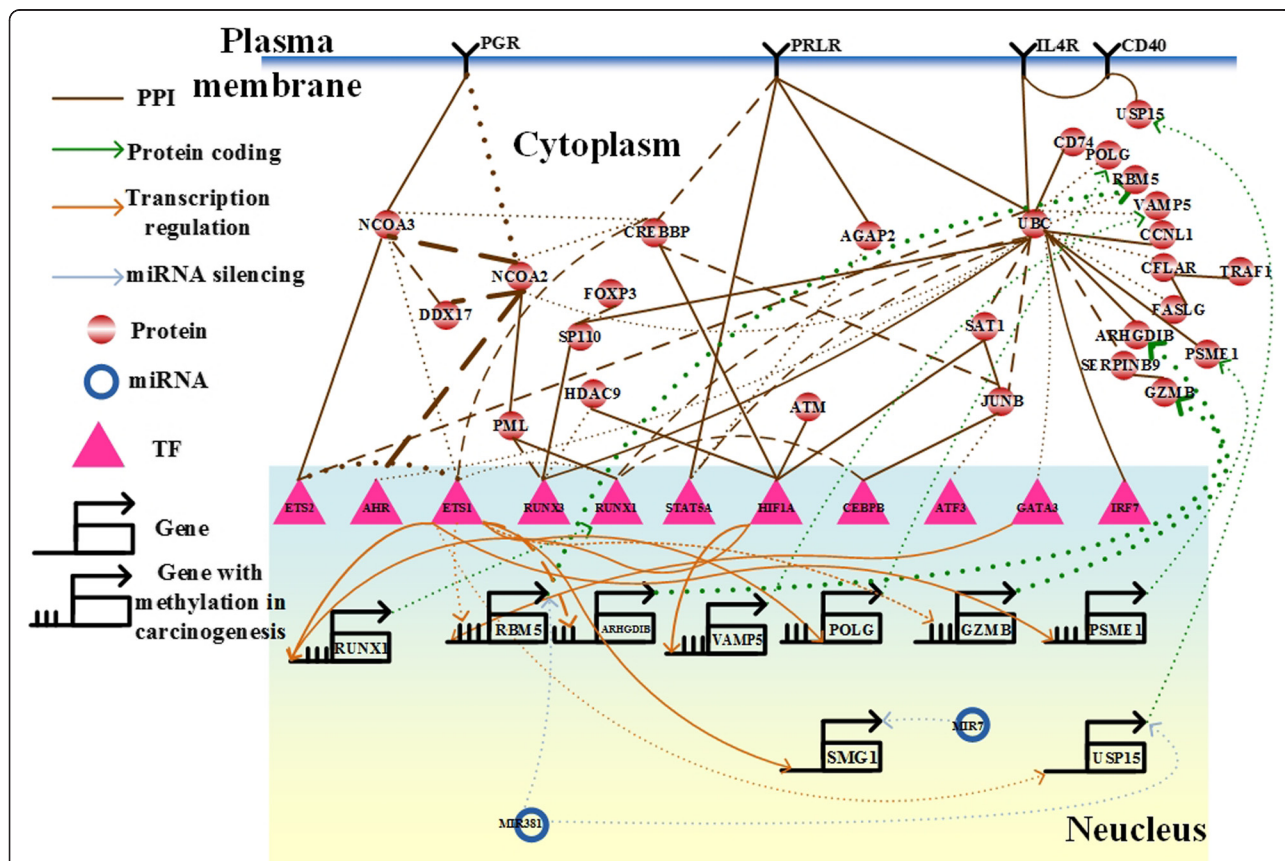 Plasma
membrane
PGR
PRLR
IL4R
CD40
PPI
Protein coding
Transcription
regulation
miRNA silencing
Protein
miRNA
TF
Gene
Gene with
methylation in
carcinogenesis
Cytoplasm
USP15
CD74
POLG
RBM5
VAMP5
CCNL1
CFLAR
TRAF1
FASLG
ARHGDIB
PSME1
SERPINB9
GZMB
NCOA3
CREBBP
AGAP2
UBC
NCOA2
FOXP3
DDX17
SP110
SAT1
HDAC9
ATM
JUNB
PML
ETS2
AHR
ETS1
RUNX3
RUNX1
STAT5A
HIF1A
CEBPB
ATF3
GATA3
IRF7
RUNX1
RBM5
ARHGDIB
VAMP5
POLG
GZMB
PSME1
SMG1
MIR7
USP15
MIR381
Neucleus